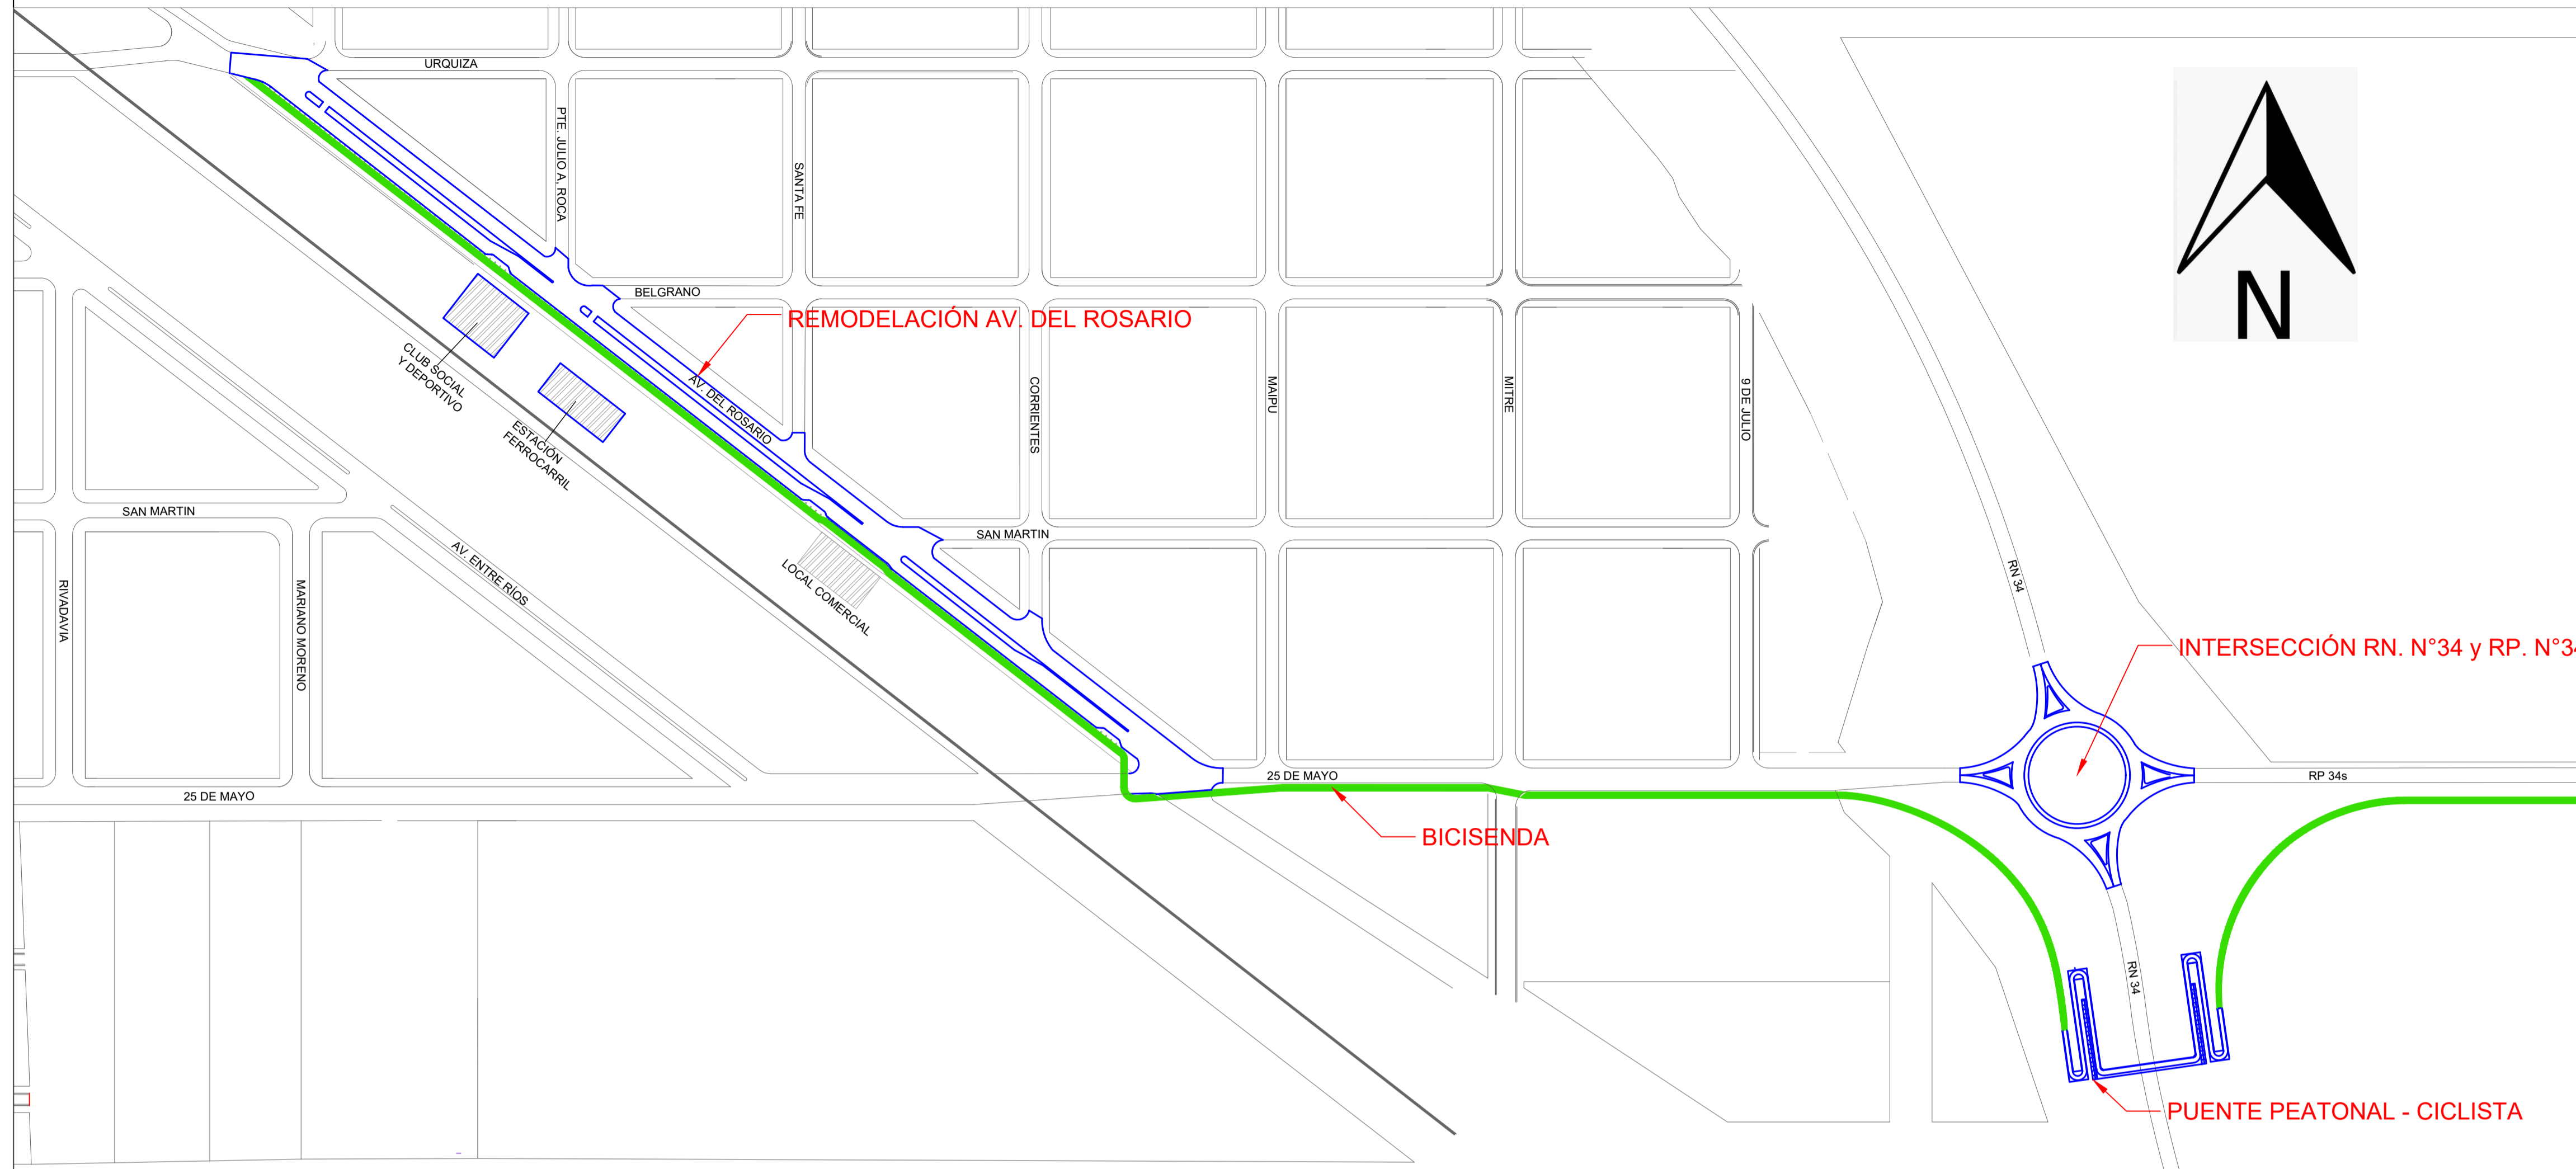 URQUIZA
PTE. JULIO A. ROCA
SANTA FE
N
BELGRANO
REMODELACIÓN AV. DEL ROSARIO
CLUB SOCIAL
Y DEPORTIVO
AV. DEL ROSARIO
CORRIENTES
MAIPU
MITRE
9 DE JULIO
ESTACIÓN
FERROCARRIL
SAN MARTIN
SAN MARTIN
AV. ENTRE RÍOS
LOCAL COMERCIAL
RIVADAVIA
MARIANO MORENO
RN 34
INTERSECCIÓN RN. N°34 y RP. N°34
25 DE MAYO
RP 34s
25 DE MAYO
BICISENDA
RN 34
PUENTE PEATONAL - CICLISTA